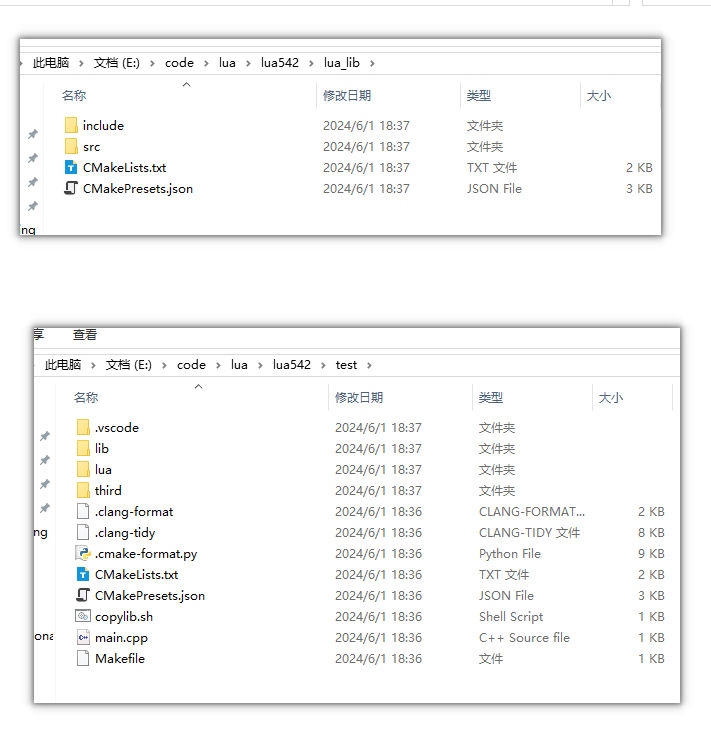 此电脑 > 文档 (E:) > code > lua > lua542 > lua_lib >
名称 修改日期 类型 大小
include 2024/6/1 18:37 文件夹
src 2024/6/1 18:37 文件夹
CMakeLists.txt 2024/6/1 18:37 TXT 文件 2 KB
CMakePresets.json 2024/6/1 18:37 JSON File 3 KB
ng
享 查看
此电脑 > 文档 (E:) > code > lua > lua542 > test >
名称 修改日期 类型 大小
.vscode 2024/6/1 18:37 文件夹
lib 2024/6/1 18:37 文件夹
lua 2024/6/1 18:37 文件夹
third 2024/6/1 18:37 文件夹
.clang-format 2024/6/1 18:36 CLANG-FORMAT... 2 KB
.clang-tidy 2024/6/1 18:36 CLANG-TIDY 文件 8 KB
ng
.cmake-format.py 2024/6/1 18:36 Python File 9 KB
CMakeLists.txt 2024/6/1 18:36 TXT 文件 2 KB
CMakePresets.json 2024/6/1 18:36 JSON File 3 KB
copylib.sh 2024/6/1 18:36 Shell Script 1 KB
ona
main.cpp 2024/6/1 18:36 C++ Source file 1 KB
Makefile 2024/6/1 18:36 文件 1 KB